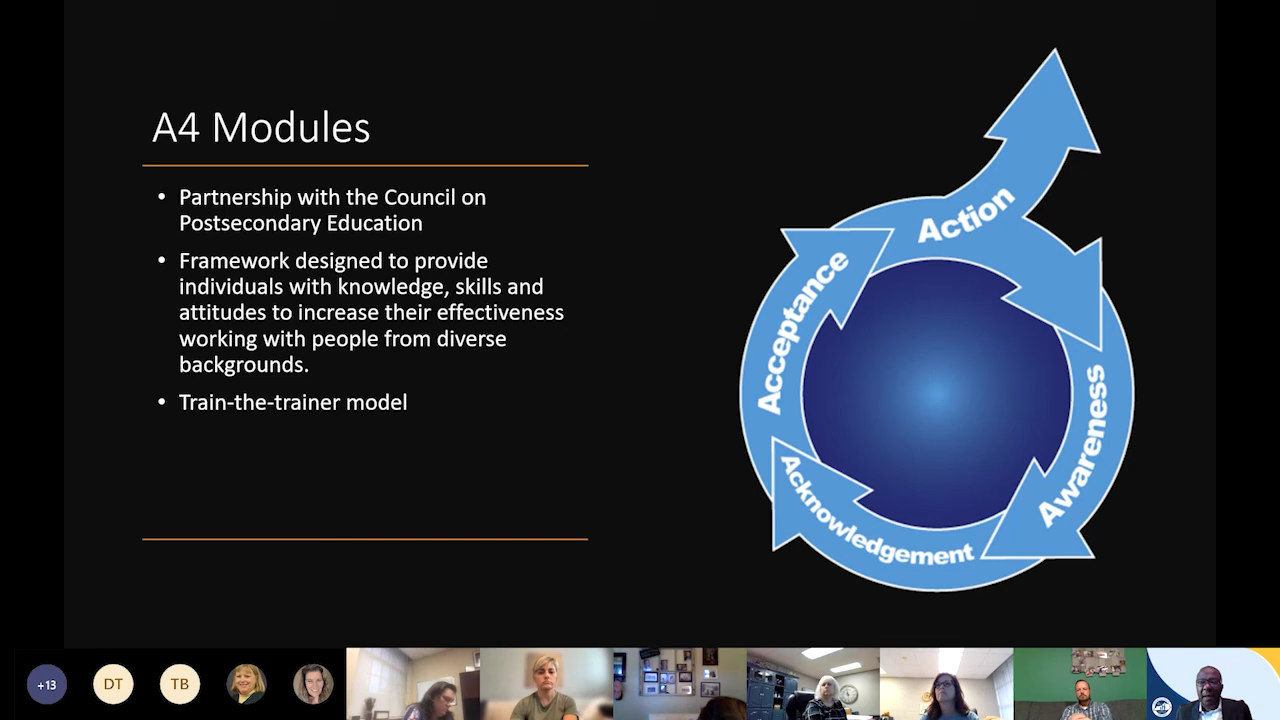 A4 Modules
• Partnership with the Council on
Postsecondary Education
• Framework designed to provide
individuals with knowledge, skills and
attitudes to increase their effectiveness
working with people from diverse
backgrounds.
• Train-the-trainer model
Action
Acceptance
Awareness
Acknowledgement
+13
DT
TB